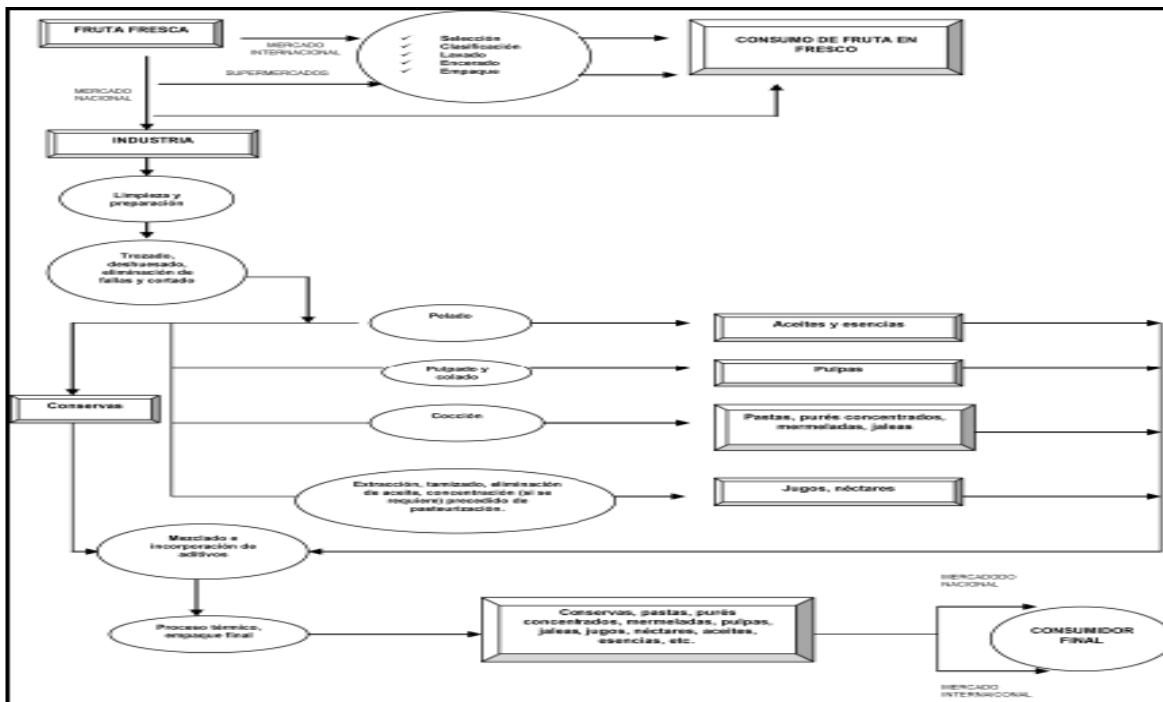 FRUTA FRESCA
MERCADO
INTERNACIONAL
SUPERMERCADOS
MERCADO
NACIONAL
✓ Selección
✓ Clasificación
✓ Lavado
✓ Encerado
✓ Empaque
CONSUMO DE FRUTA EN
FRESCO
INDUSTRIA
Limpieza y
preparación
Trozado,
deshuesado,
eliminación de
fallas y cortado
Pelado
Aceites y esencias
Pulpado y
colado
Pulpas
Conservas
Cocción
Pastas, purés concentrados,
mermeladas, jaleas
Extracción, tamizado, eliminación
de aceite, concentración (si se
requiere) precedido de
pasteurización.
Jugos, néctares
Mezclado e
incorporación de
aditivos
Proceso térmico,
empaque final
Conservas, pastas, purés
concentrados, mermeladas, pulpas,
jaleas, jugos, néctares, aceites,
esencias, etc.
MERCADODO
NACIONAL
CONSUMIDOR
FINAL
MERCADO
INTERNAICONAL